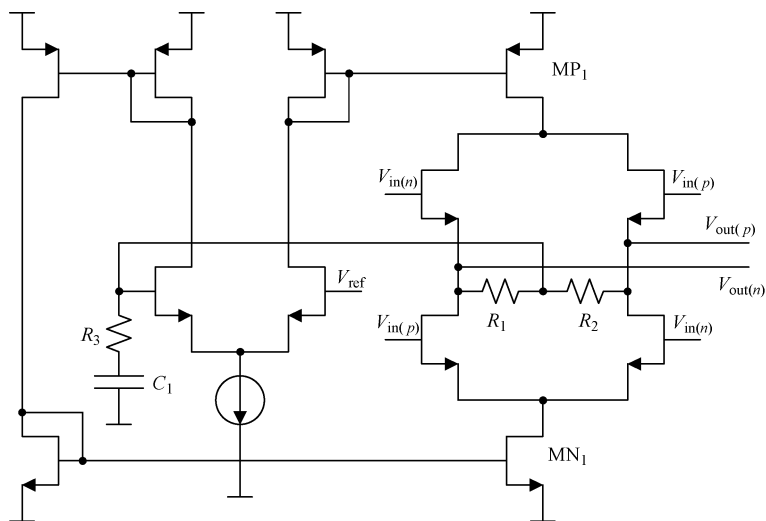 MP₁
Vin(n)
Vin(p)
Vout(p)
Vref
Vout(n)
R₁
R₂
R₃
Vin(p)
Vin(n)
C₁
MN₁